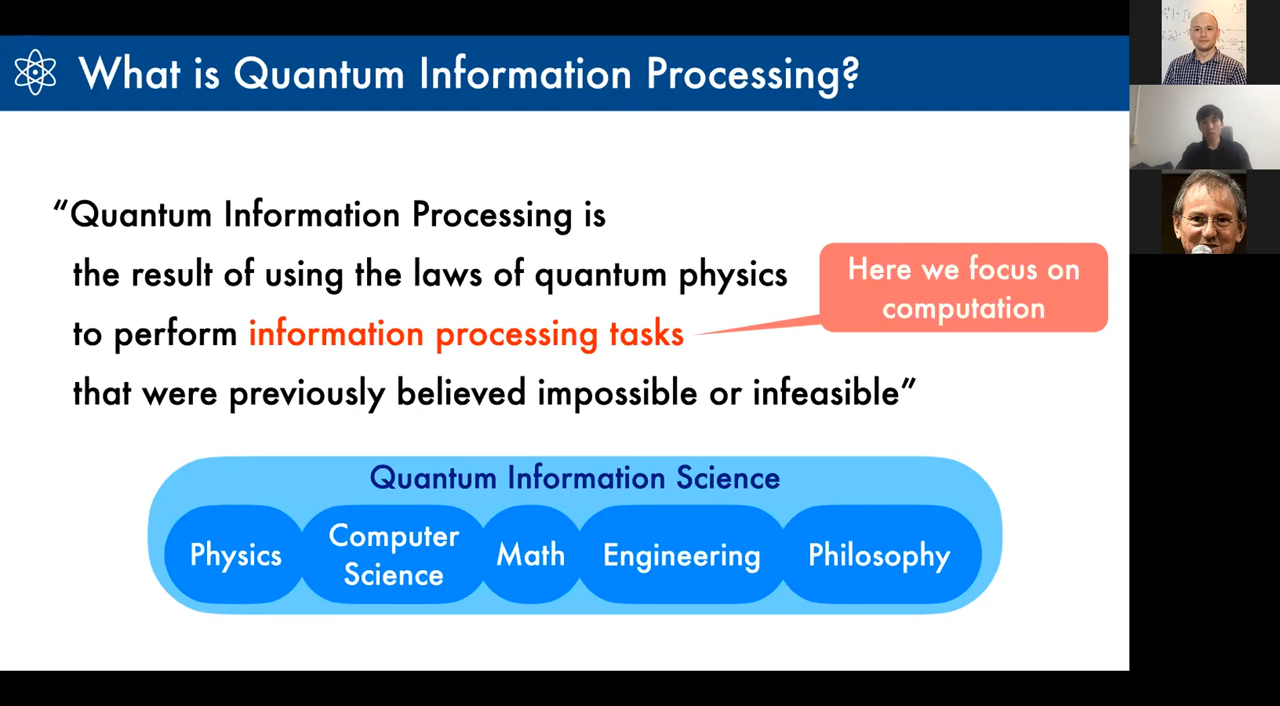 What is Quantum Information Processing?
“Quantum Information Processing is
the result of using the laws of quantum physics
to perform information processing tasks
that were previously believed impossible or infeasible”
Here we focus on
computation
Quantum Information Science
Physics
Computer
Science
Math
Engineering
Philosophy